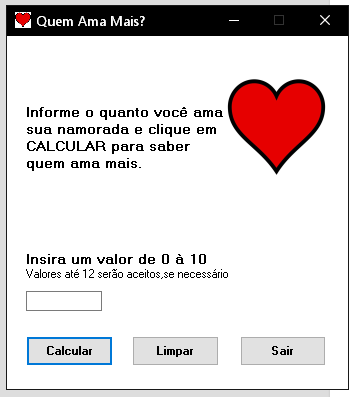 Quem Ama Mais?
Informe o quanto você ama
sua namorada e clique em
CALCULAR para saber
quem ama mais.
Insira um valor de 0 à 10
Valores até 12 serão aceitos,se necessário
Calcular
Limpar
Sair